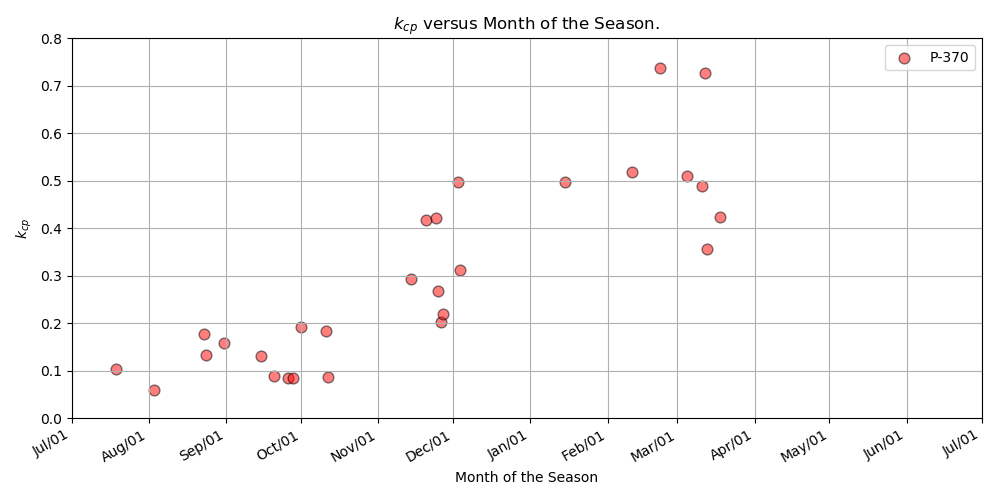 k_cp versus Month of the Season.
P-370
0.8
0.7
0.6
0.5
0.4
0.3
0.2
0.1
0.0
k_cp
Jul/01 Aug/01 Sep/01 Oct/01 Nov/01 Dec/01 Jan/01 Feb/01 Mar/01 Apr/01 May/01 Jun/01 Jul/01
Month of the Season